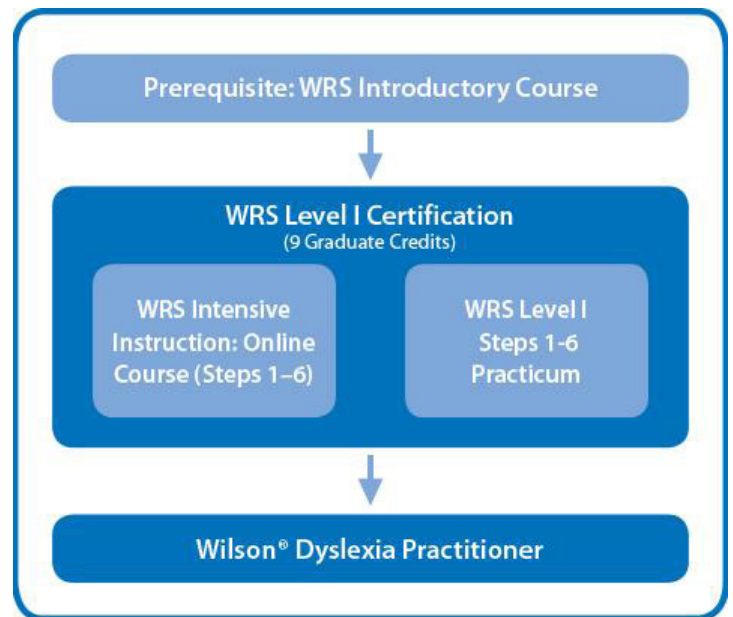 Prerequisite: WRS Introductory Course
WRS Level I Certification
(9 Graduate Credits)
WRS Intensive
Instruction: Online
Course (Steps 1–6)
WRS Level I
Steps 1-6
Practicum
Wilson® Dyslexia Practitioner